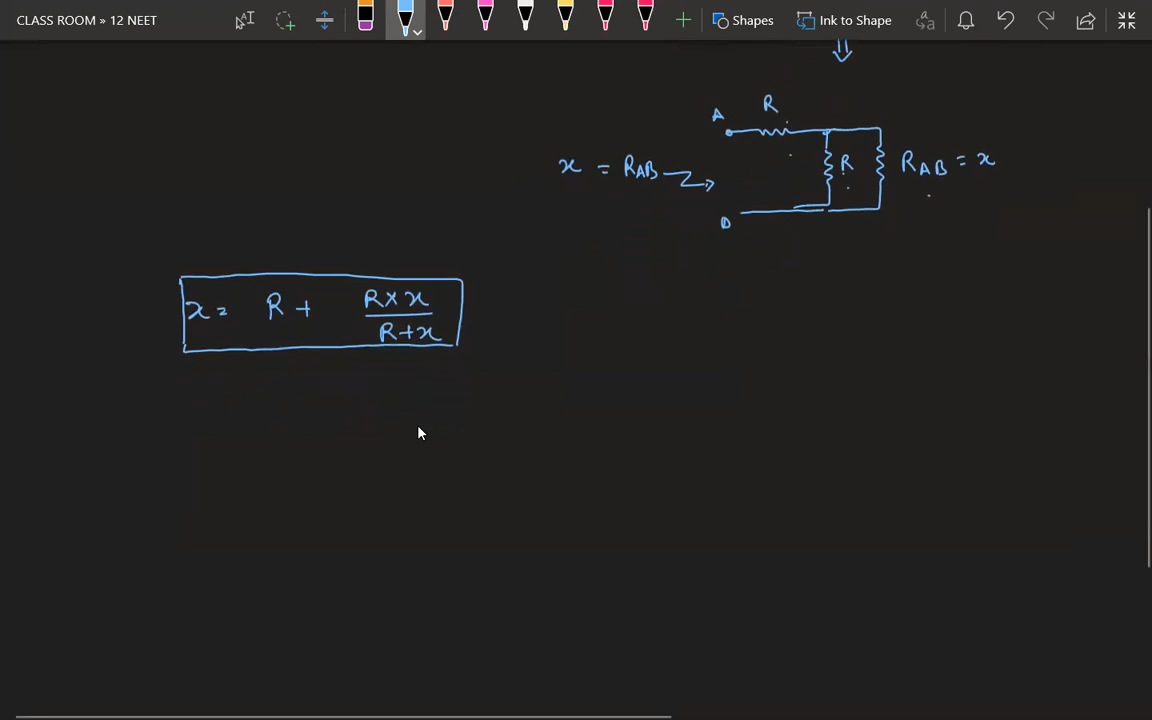 CLASS ROOM » 12 NEET
Shapes
Ink to Shape
A
R
x = RAB
R
RAB = x
B
x = R + R × x / R + x